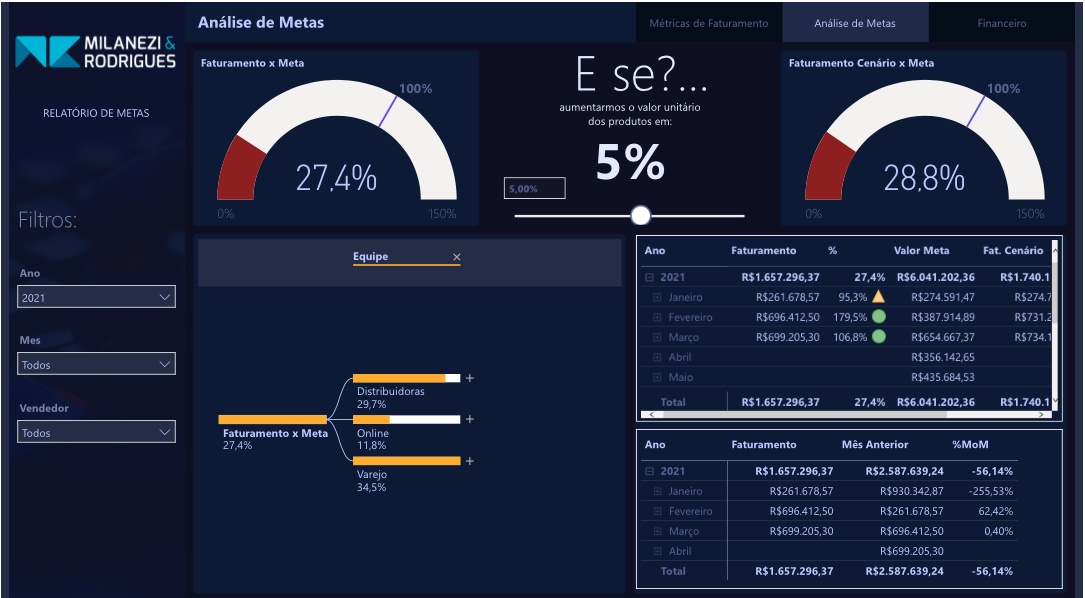 Análise de Metas
Métricas de Faturamento
Análise de Metas
Financeiro
MILANEZI &
RODRIGUES
RELATÓRIO DE METAS
Filtros:
Ano
2021
Mes
Todos
Vendedor
Todos
Faturamento x Meta
100%
27,4%
0%
150%
E se?...
aumentarmos o valor unitário
dos produtos em:
5%
5,00%
Faturamento Cenário x Meta
100%
28,8%
0%
150%
Equipe
Faturamento x Meta
27,4%
Distribuidoras
29,7%
Online
11,8%
Varejo
34,5%
Ano Faturamento % Valor Meta Fat. Cenário
2021 R$1.657.296,37 27,4% R$6.041.202,36 R$1.740.1
Janeiro R$261.678,57 95,3% R$274.591,47 R$274.7
Fevereiro R$696.412,50 179,5% R$387.914,89 R$731.2
Março R$699.205,30 106,8% R$654.667,37 R$734.1
Abril R$356.142,65
Maio R$435.684,53
Total R$1.657.296,37 27,4% R$6.041.202,36 R$1.740.1
Ano Faturamento Mês Anterior %MoM
2021 R$1.657.296,37 R$2.587.639,24 -56,14%
Janeiro R$261.678,57 R$930.342,87 -255,53%
Fevereiro R$696.412,50 R$261.678,57 62,42%
Março R$699.205,30 R$696.412,50 0,40%
Abril R$699.205,30
Total R$1.657.296,37 R$2.587.639,24 -56,14%